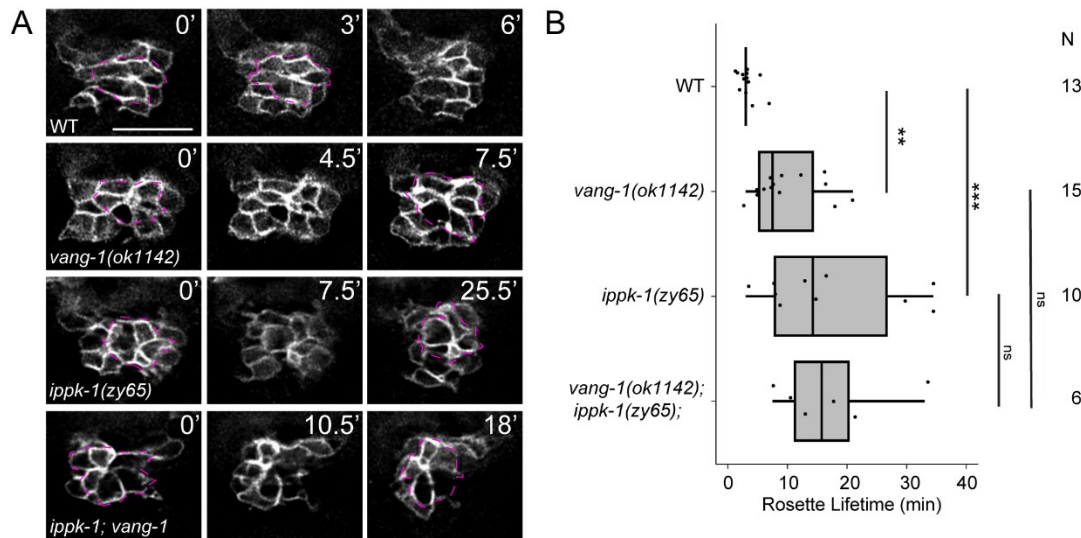 A
0'
3'
6'
WT
0'
4.5'
7.5'
vang-1(ok1142)
0'
7.5'
25.5'
ippk-1(zy65)
0'
10.5'
18'
ippk-1; vang-1
B
N
WT
13
**
vang-1(ok1142)
15
***
ippk-1(zy65)
10
ns
ns
vang-1(ok1142);
ippk-1(zy65);
6
0
10
20
30
40
Rosette Lifetime (min)